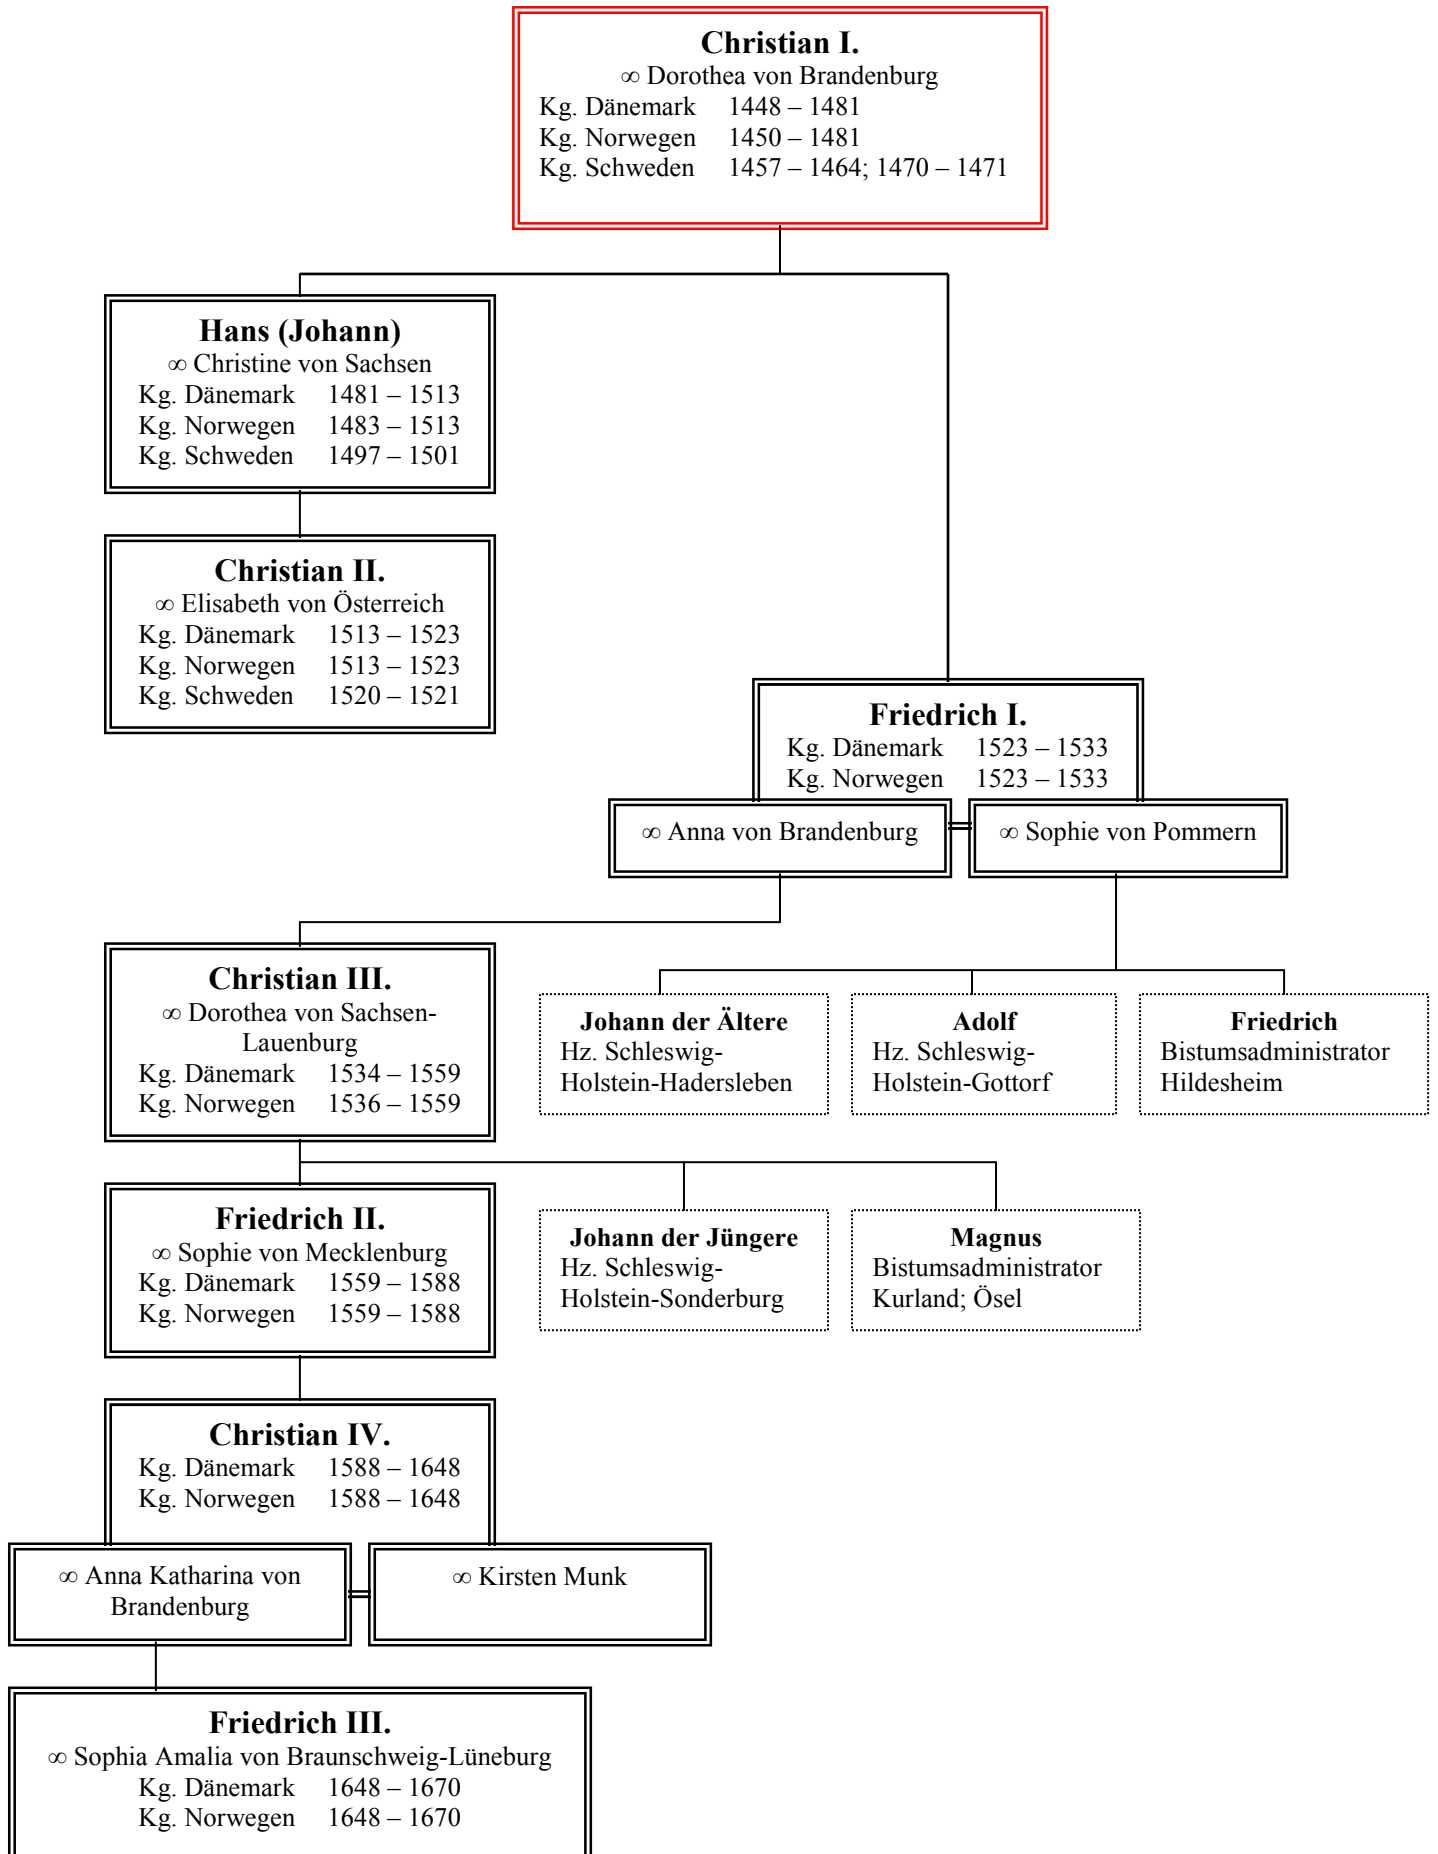 Christian I.
∞ Dorothea von Brandenburg
Kg. Dänemark 1448 – 1481
Kg. Norwegen 1450 – 1481
Kg. Schweden 1457 – 1464; 1470 – 1471
Hans (Johann)
∞ Christine von Sachsen
Kg. Dänemark 1481 – 1513
Kg. Norwegen 1483 – 1513
Kg. Schweden 1497 – 1501
Christian II.
∞ Elisabeth von Österreich
Kg. Dänemark 1513 – 1523
Kg. Norwegen 1513 – 1523
Kg. Schweden 1520 – 1521
Friedrich I.
Kg. Dänemark 1523 – 1533
Kg. Norwegen 1523 – 1533
∞ Anna von Brandenburg
∞ Sophie von Pommern
Christian III.
∞ Dorothea von Sachsen-
Lauenburg
Kg. Dänemark 1534 – 1559
Kg. Norwegen 1536 – 1559
Johann der Ältere
Hz. Schleswig-
Holstein-Hadersleben
Adolf
Hz. Schleswig-
Holstein-Gottorf
Friedrich
Bistumsadministrator
Hildesheim
Friedrich II.
∞ Sophie von Mecklenburg
Kg. Dänemark 1559 – 1588
Kg. Norwegen 1559 – 1588
Johann der Jüngere
Hz. Schleswig-
Holstein-Sonderburg
Magnus
Bistumsadministrator
Kurland; Ösel
Christian IV.
Kg. Dänemark 1588 – 1648
Kg. Norwegen 1588 – 1648
∞ Anna Katharina von
Brandenburg
∞ Kirsten Munk
Friedrich III.
∞ Sophia Amalia von Braunschweig-Lüneburg
Kg. Dänemark 1648 – 1670
Kg. Norwegen 1648 – 1670